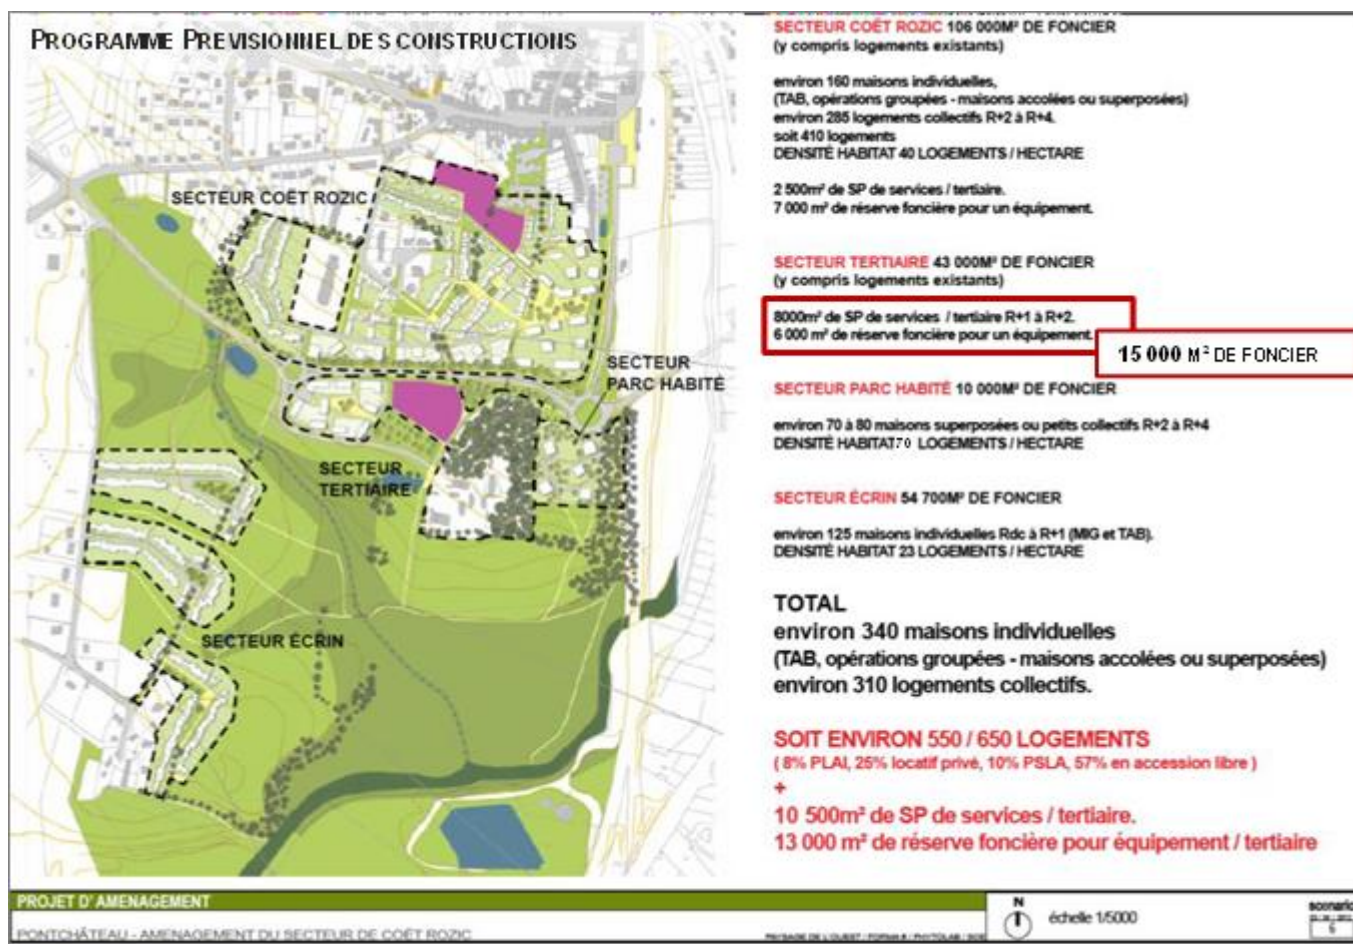 PROGRAMME PREVISIONNEL DES CONSTRUCTIONS
SECTEUR COËT ROZIC
SECTEUR
PARC HABITÉ
SECTEUR
TERTIAIRE
SECTEUR ÉCRIN
SECTEUR COËT ROZIC 106 000M² DE FONCIER
(y compris logements existants)
environ 160 maisons individuelles,
(TAB, opérations groupées - maisons accolées ou superposées)
environ 285 logements collectifs R+2 à R+4.
soit 410 logements
DENSITÉ HABITAT 40 LOGEMENTS / HECTARE
2 500m² de SP de services / tertiaire.
7 000 m² de réserve foncière pour un équipement.
SECTEUR TERTIAIRE 43 000M² DE FONCIER
(y compris logements existants)
8000m² de SP de services / tertiaire R+1 à R+2.
6 000 m² de réserve foncière pour un équipement.
15 000 M² DE FONCIER
SECTEUR PARC HABITÉ 10 000M² DE FONCIER
environ 70 à 80 maisons superposées ou petits collectifs R+2 à R+4
DENSITÉ HABITAT 70 LOGEMENTS / HECTARE
SECTEUR ÉCRIN 54 700M² DE FONCIER
environ 125 maisons individuelles Rdc à R+1 (MIG et TAB).
DENSITÉ HABITAT 23 LOGEMENTS / HECTARE
TOTAL
environ 340 maisons individuelles
(TAB, opérations groupées - maisons accolées ou superposées)
environ 310 logements collectifs.
SOIT ENVIRON 550 / 650 LOGEMENTS
( 8% PLAI, 25% locatif privé, 10% PSLA, 57% en accession libre )
+
10 500m² de SP de services / tertiaire.
13 000 m² de réserve foncière pour équipement / tertiaire
PROJET D'AMENAGEMENT
PONTCHÂTEAU - AMENAGEMENT DU SECTEUR DE COËT ROZIC
PAYSAGE DE L'OUEST / FORMA 6 / PHYTOLAB /
N
échelle 1/5000
scenario
6